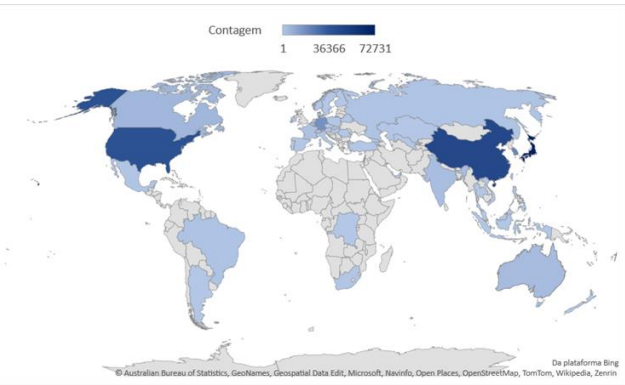 Contagem
1 36366 72731
Da plataforma Bing
© Australian Bureau of Statistics, GeoNames, Geospatial Data Edit, Microsoft, Navinfo, Open Places, OpenStreetMap, TomTom, Wikipedia, Zenrin